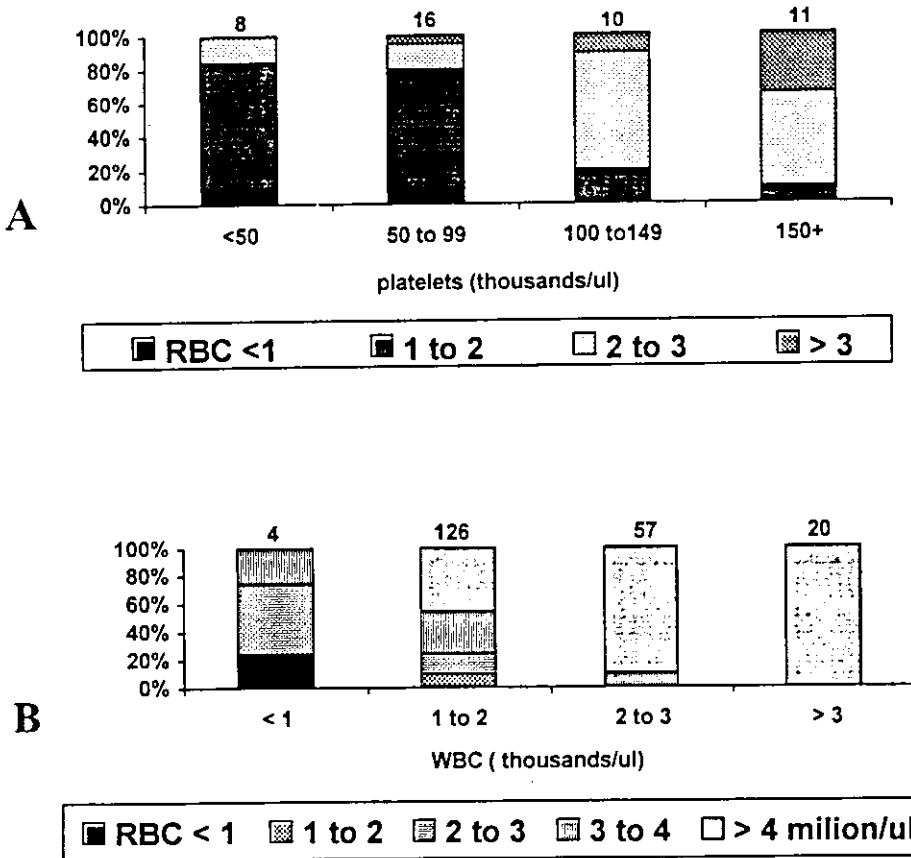 A
8 16 10 11
100%
80%
60%
40%
20%
0%
<50 50 to 99 100 to149 150+
platelets (thousands/ul)
RBC <1 1 to 2 2 to 3 > 3
B
4 126 57 20
100%
80%
60%
40%
20%
0%
< 1 1 to 2 2 to 3 > 3
WBC ( thousands/ul)
RBC < 1 1 to 2 2 to 3 3 to 4 > 4 milion/ul